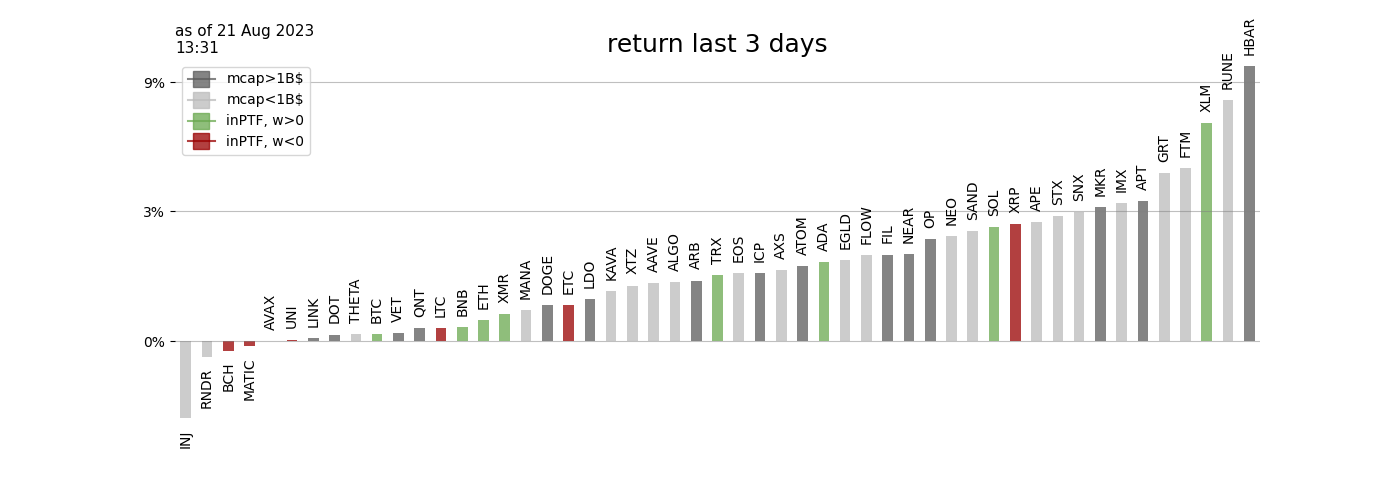 as of 21 Aug 2023
13:31
return last 3 days
mcap>1B$
mcap<1B$
inPTF, w>0
inPTF, w<0
9%
3%
0%
INJ
RNDR
BCH
MATIC
AVAX
UNI
LINK
DOT
THETA
BTC
VET
QNT
LTC
BNB
ETH
XMR
MANA
DOGE
ETC
LDO
KAVA
XTZ
AAVE
ALGO
ARB
TRX
EOS
ICP
AXS
ATOM
ADA
EGLD
FLOW
FIL
NEAR
OP
NEO
SAND
SOL
XRP
APE
STX
SNX
MKR
IMX
APT
GRT
FTM
XLM
RUNE
HBAR